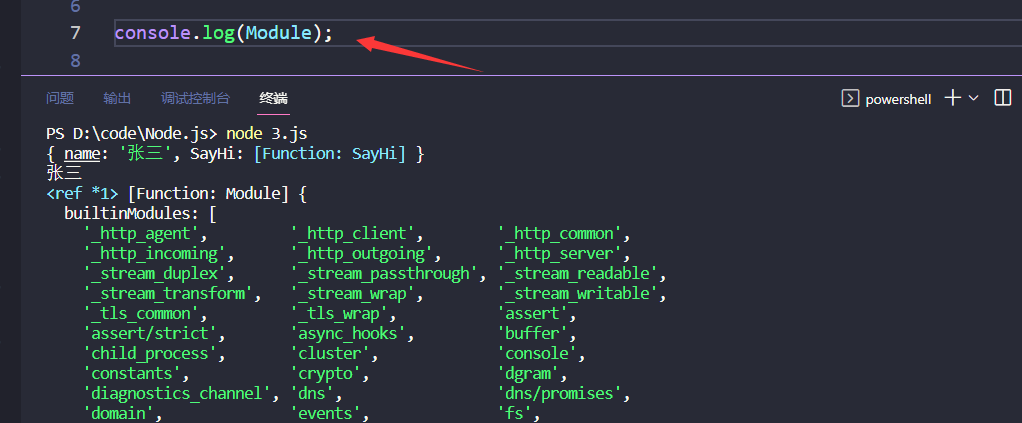 6
7 console.log(Module);
8
问题 输出 调试控制台 终端 powershell
PS D:\code\Node.js> node 3.js
{ name: '张三', SayHi: [Function: SayHi] }
张三
<ref *1> [Function: Module] {
builtinModules: [
'_http_agent', '_http_client', '_http_common',
'_http_incoming', '_http_outgoing', '_http_server',
'_stream_duplex', '_stream_passthrough', '_stream_readable',
'_stream_transform', '_stream_wrap', '_stream_writable',
'_tls_common', '_tls_wrap', 'assert',
'assert/strict', 'async_hooks', 'buffer',
'child_process', 'cluster', 'console',
'constants', 'crypto', 'dgram',
'diagnostics_channel', 'dns', 'dns/promises',
'domain', 'events', 'fs',